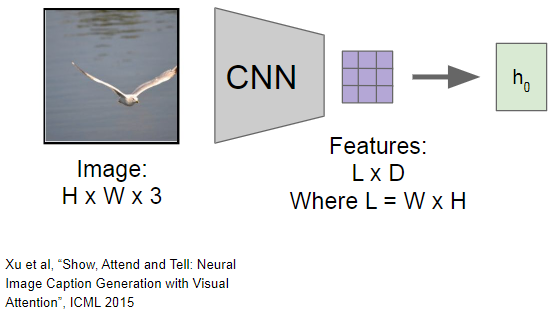 CNN
h0
Image:
H x W x 3
Features:
L x D
Where L = W x H
Xu et al, “Show, Attend and Tell: Neural
Image Caption Generation with Visual
Attention”, ICML 2015